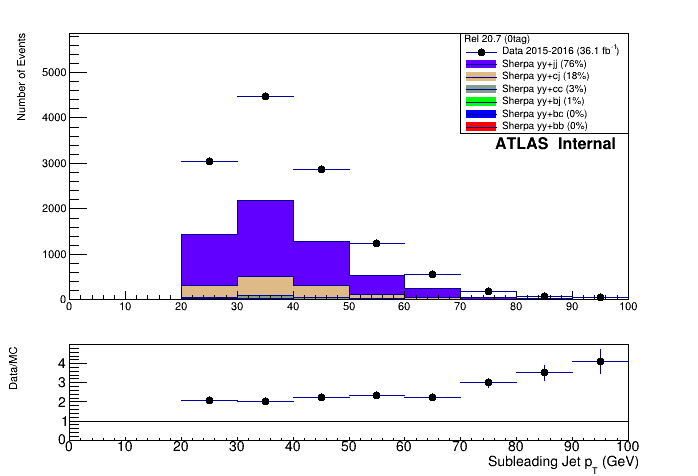 Number of Events
Rel 20.7 (0tag)
Data 2015-2016 (36.1 fb⁻¹)
Sherpa yy+jj (76%)
Sherpa yy+cj (18%)
Sherpa yy+cc (3%)
Sherpa yy+bj (1%)
Sherpa yy+bc (0%)
Sherpa yy+bb (0%)
ATLAS Internal
5000
4000
3000
2000
1000
0
0 10 20 30 40 50 60 70 80 90 100
Data/MC
4
3
2
1
0
0 10 20 30 40 50 60 70 80 90 100
Subleading Jet p_T (GeV)